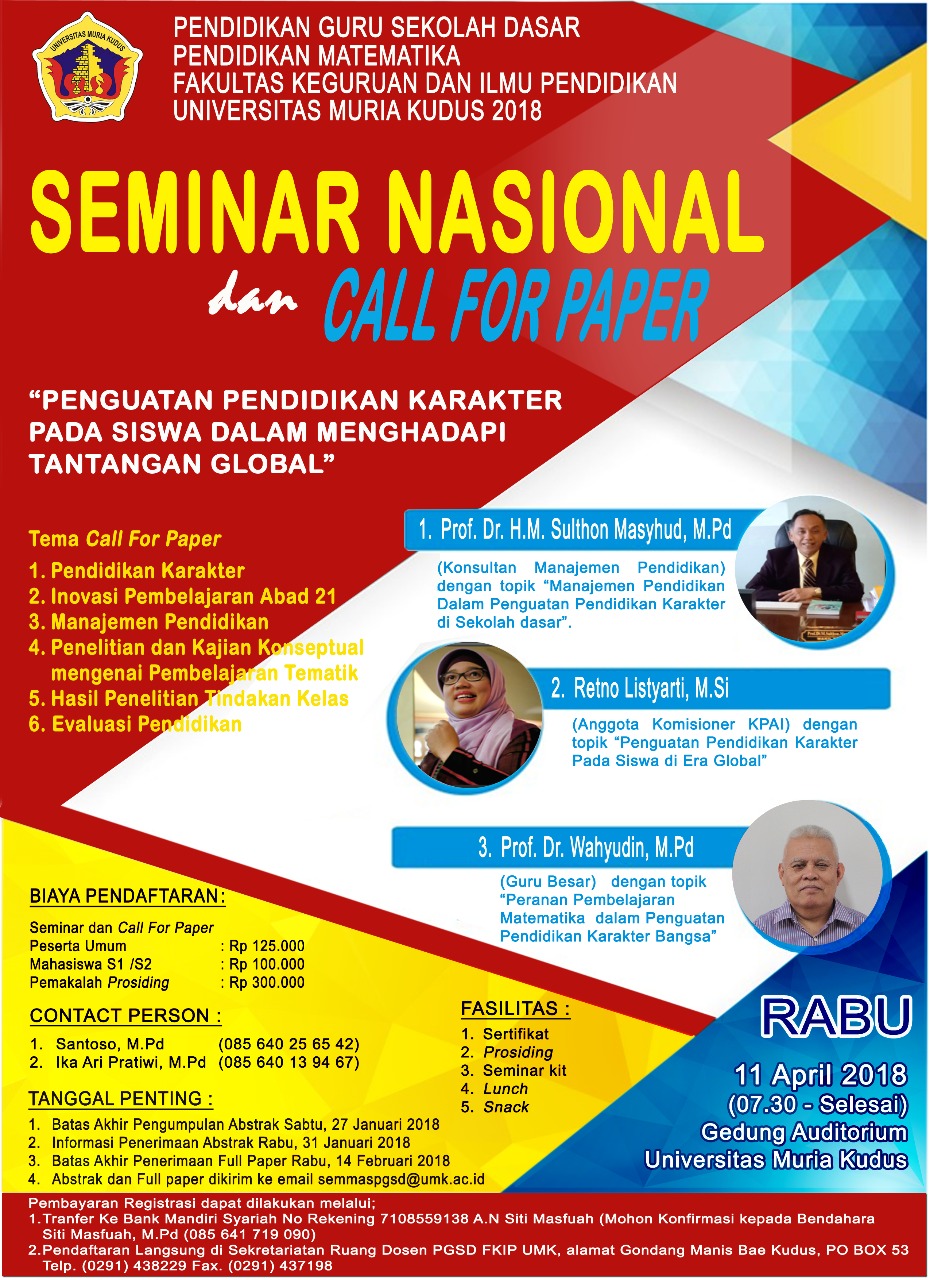 UNIVERSITAS MURIA KUDUS
PENDIDIKAN GURU SEKOLAH DASAR
PENDIDIKAN MATEMATIKA
FAKULTAS KEGURUAN DAN ILMU PENDIDIKAN
UNIVERSITAS MURIA KUDUS 2018
SEMINAR NASIONAL
dan CALL FOR PAPER
“PENGUATAN PENDIDIKAN KARAKTER
PADA SISWA DALAM MENGHADAPI
TANTANGAN GLOBAL”
Tema Call For Paper
1. Pendidikan Karakter
2. Inovasi Pembelajaran Abad 21
3. Manajemen Pendidikan
4. Penelitian dan Kajian Konseptual
mengenai Pembelajaran Tematik
5. Hasil Penelitian Tindakan Kelas
6. Evaluasi Pendidikan
1. Prof. Dr. H.M. Sulthon Masyhud, M.Pd
(Konsultan Manajemen Pendidikan)
dengan topik “Manajemen Pendidikan
Dalam Penguatan Pendidikan Karakter
di Sekolah dasar”.
2. Retno Listyarti, M.Si
(Anggota Komisioner KPAI) dengan
topik “Penguatan Pendidikan Karakter
Pada Siswa di Era Global”
3. Prof. Dr. Wahyudin, M.Pd
(Guru Besar) dengan topik
“Peranan Pembelajaran
Matematika dalam Penguatan
Pendidikan Karakter Bangsa”
BIAYA PENDAFTARAN :
Seminar dan Call For Paper
Peserta Umum : Rp 125.000
Mahasiswa S1 /S2 : Rp 100.000
Pemakalah Prosiding : Rp 300.000
CONTACT PERSON :
1. Santoso, M.Pd (085 640 25 65 42)
2. Ika Ari Pratiwi, M.Pd (085 640 13 94 67)
TANGGAL PENTING :
1. Batas Akhir Pengumpulan Abstrak Sabtu, 27 Januari 2018
2. Informasi Penerimaan Abstrak Rabu, 31 Januari 2018
3. Batas Akhir Penerimaan Full Paper Rabu, 14 Februari 2018
4. Abstrak dan Full paper dikirim ke email semmaspgsd@umk.ac.id
FASILITAS :
1. Sertifikat
2. Prosiding
3. Seminar kit
4. Lunch
5. Snack
RABU
11 April 2018
(07.30 - Selesai)
Gedung Auditorium
Universitas Muria Kudus
Pembayaran Registrasi dapat dilakukan melalui;
1.Tranfer Ke Bank Mandiri Syariah No Rekening 7108559138 A.N Siti Masfuah (Mohon Konfirmasi kepada Bendahara
Siti Masfuah, M.Pd (085 641 719 090)
2.Pendaftaran Langsung di Sekretariatan Ruang Dosen PGSD FKIP UMK, alamat Gondang Manis Bae Kudus, PO BOX 53
Telp. (0291) 438229 Fax. (0291) 437198